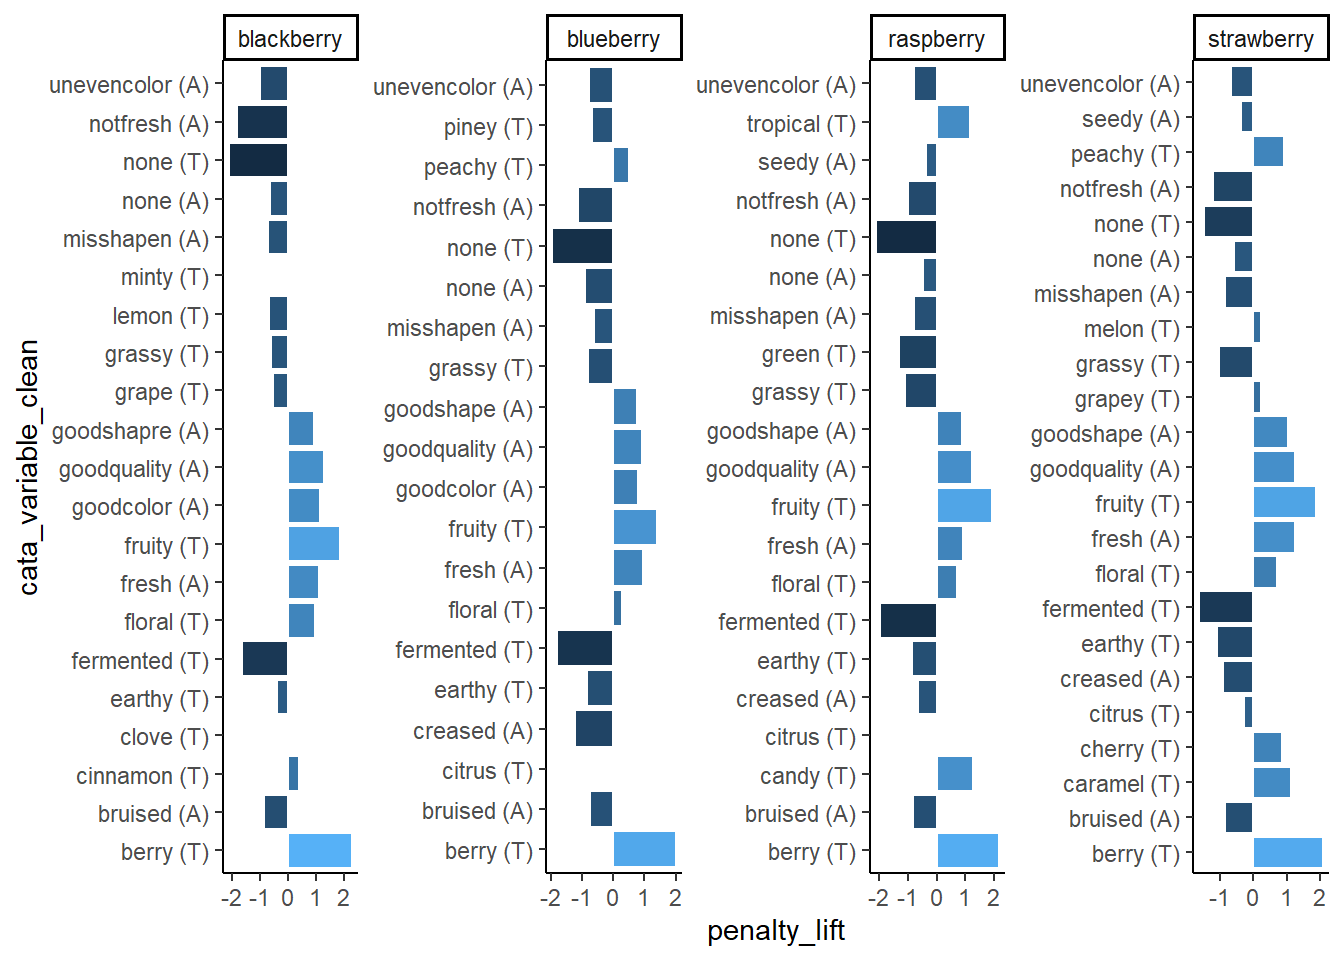 blackberry
unevencolor (A)
notfresh (A)
none (T)
none (A)
misshapen (A)
minty (T)
lemon (T)
grassy (T)
grape (T)
goodshapre (A)
goodquality (A)
goodcolor (A)
fruity (T)
fresh (A)
floral (T)
fermented (T)
earthy (T)
clove (T)
cinnamon (T)
bruised (A)
berry (T)
-2 -1 0 1 2
blueberry
unevencolor (A)
piney (T)
peachy (T)
notfresh (A)
none (T)
none (A)
misshapen (A)
grassy (T)
goodshape (A)
goodquality (A)
goodcolor (A)
fruity (T)
fresh (A)
floral (T)
fermented (T)
earthy (T)
creased (A)
citrus (T)
bruised (A)
berry (T)
-2 -1 0 1 2
raspberry
unevencolor (A)
tropical (T)
seedy (A)
notfresh (A)
none (T)
none (A)
misshapen (A)
green (T)
grassy (T)
goodshape (A)
goodquality (A)
fruity (T)
fresh (A)
floral (T)
fermented (T)
earthy (T)
creased (A)
citrus (T)
candy (T)
bruised (A)
berry (T)
-2 -1 0 1 2
strawberry
unevencolor (A)
seedy (A)
peachy (T)
notfresh (A)
none (T)
none (A)
misshapen (A)
melon (T)
grassy (T)
grapey (T)
goodshape (A)
goodquality (A)
fruity (T)
fresh (A)
floral (T)
fermented (T)
earthy (T)
creased (A)
citrus (T)
cherry (T)
caramel (T)
bruised (A)
berry (T)
-2 -1 0 1 2
cata_variable_clean
penalty_lift